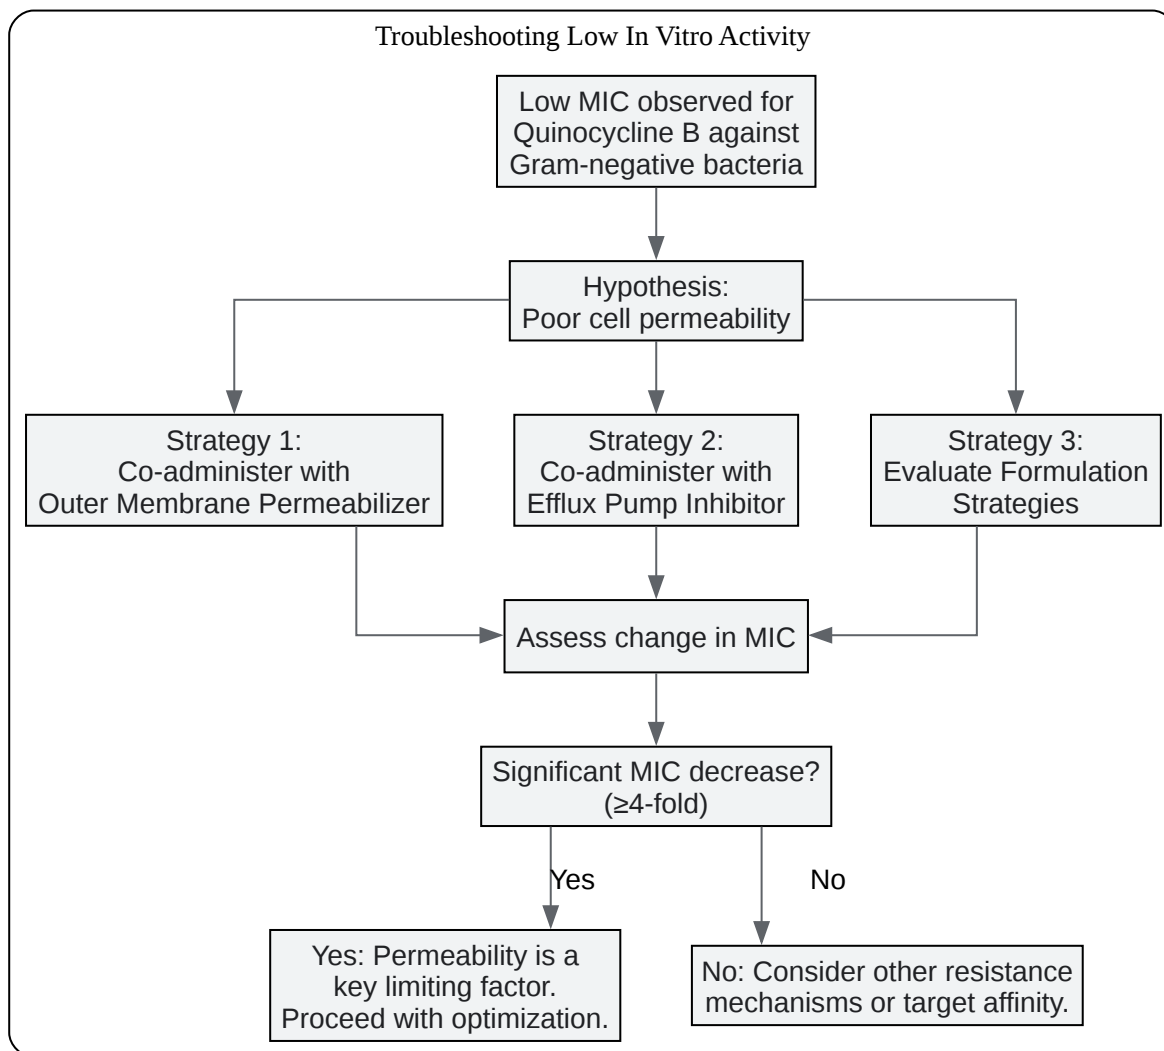 Troubleshooting Low In Vitro Activity
Low MIC observed for
Quinocycline B against
Gram-negative bacteria
Hypothesis:
Poor cell permeability
Strategy 1:
Co-administer with
Outer Membrane Permeabilizer
Strategy 2:
Co-administer with
Efflux Pump Inhibitor
Strategy 3:
Evaluate Formulation
Strategies
Assess change in MIC
Significant MIC decrease?
(≥4-fold)
Yes
No
Yes: Permeability is a
key limiting factor.
Proceed with optimization.
No: Consider other resistance
mechanisms or target affinity.